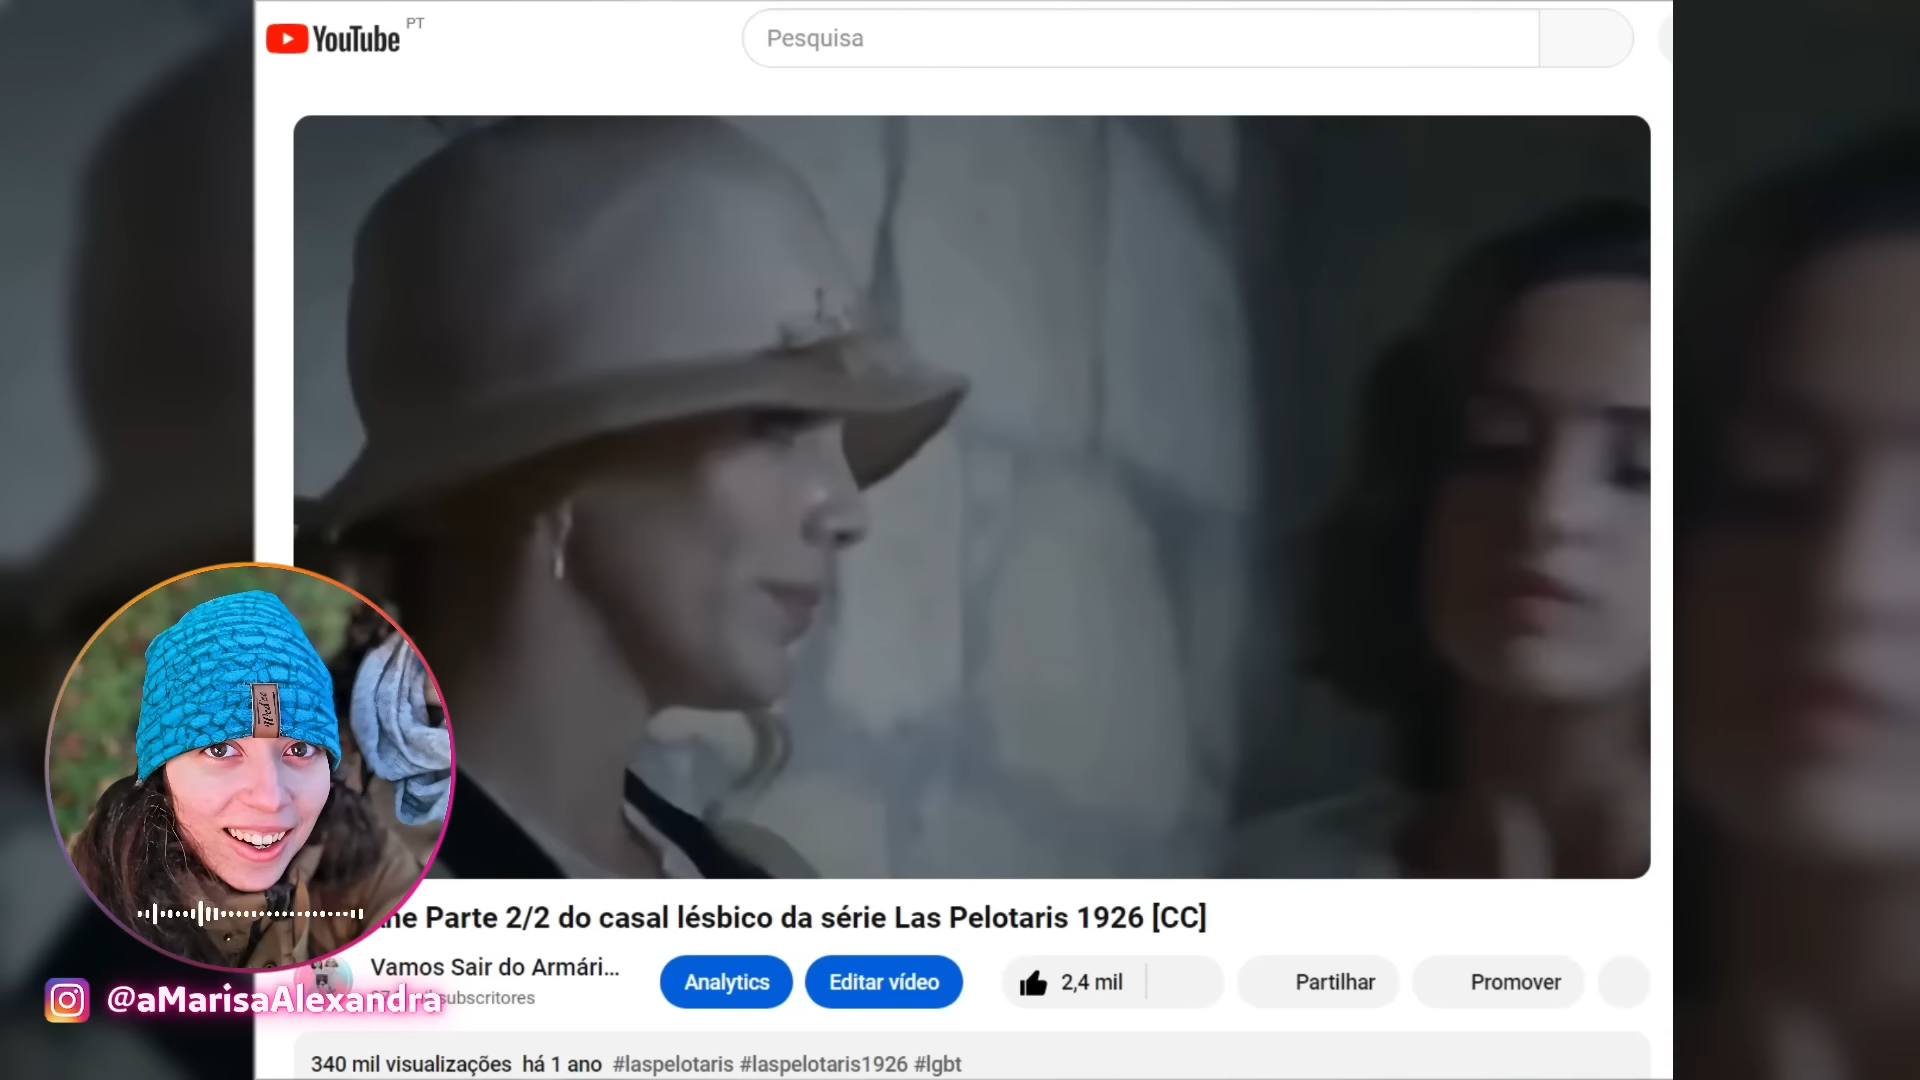 YouTube PT
Pesquisa
Parte 2/2 do casal lésbico da série Las Pelotaris 1926 [CC]
Vamos Sair do Armári...
subscritores
Analytics
Editar vídeo
2,4 mil
Partilhar
Promover
@aMarisaAlexandra
340 mil visualizações há 1 ano #laspelotaris #laspelotaris1926 #lgbt